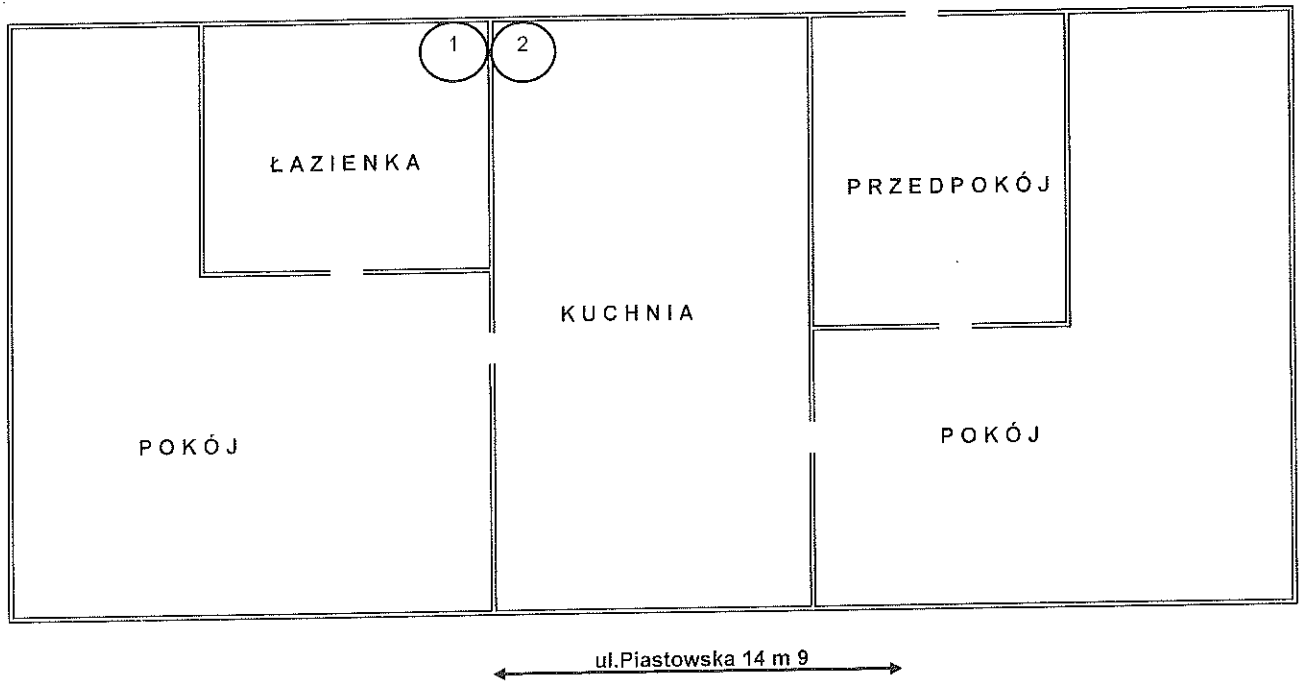 1
2
ŁAZIENKA
PRZEDPOKÓJ
KUCHNIA
POKÓJ
POKÓJ
ul.Piastowska 14 m 9